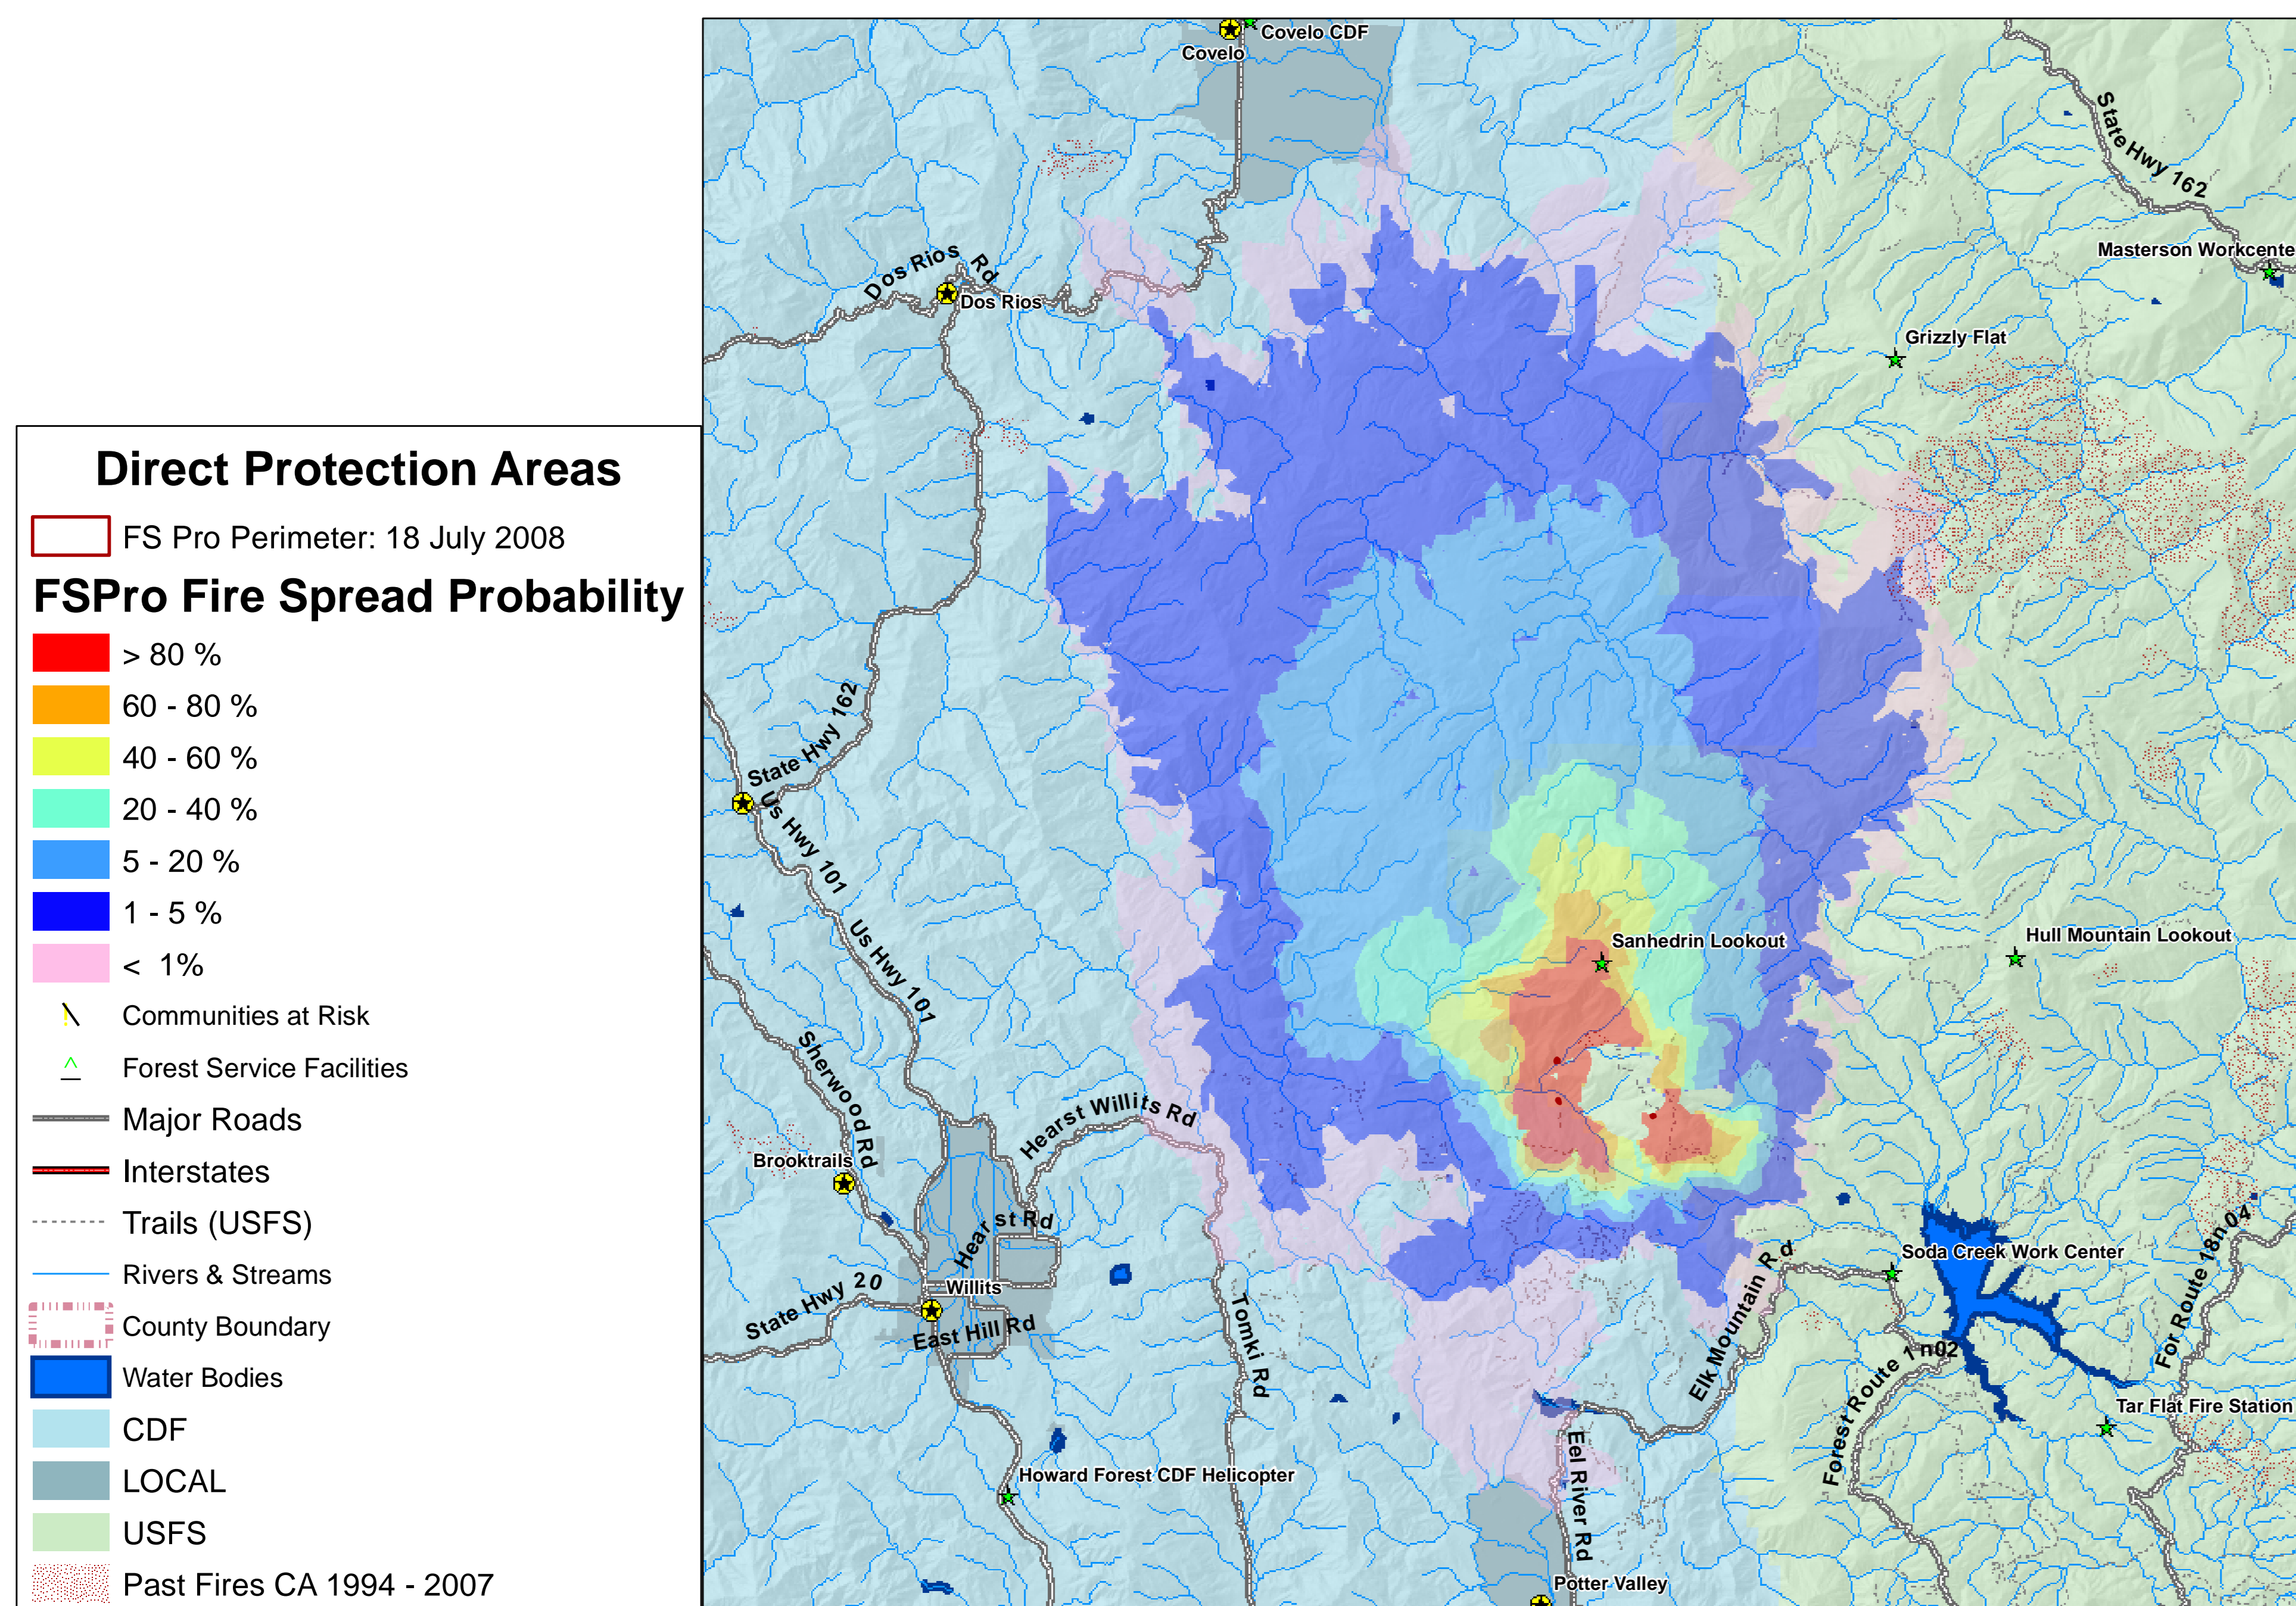 Direct Protection Areas
FS Pro Perimeter: 18 July 2008
FSPro Fire Spread Probability
> 80 %
60 - 80 %
40 - 60 %
20 - 40 %
5 - 20 %
1 - 5 %
< 1%
Communities at Risk
Forest Service Facilities
Major Roads
Interstates
Trails (USFS)
Rivers & Streams
County Boundary
Water Bodies
CDF
LOCAL
USFS
Past Fires CA 1994 - 2007
Covelo CDF
Covelo
State Hwy 162
Masterson Workcente
Dos Rios Rd
Dos Rios
Grizzly Flat
State Hwy 162
Us Hwy 101
Us Hwy 101
Sanhedrin Lookout
Hull Mountain Lookout
Sherwood Rd
Hearst Willits Rd
Brooktrails
Hearst Rd
Soda Creek Work Center
For Route 18n04
Elk Mountain Rd
State Hwy 20
Willits
East Hill Rd
Tomki Rd
Forest Route 1 n02
Tar Flat Fire Station
Eel River Rd
Howard Forest CDF Helicopter
Potter Valley